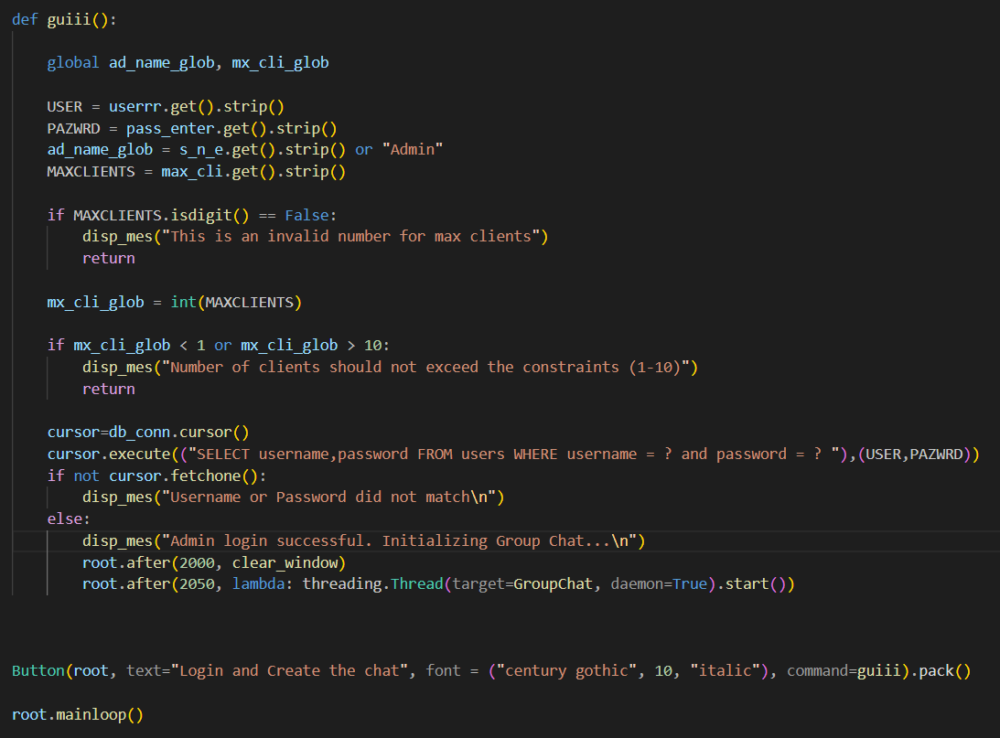 def guiii():
global ad_name_glob, mx_cli_glob
USER = userrr.get().strip()
PAZWRD = pass_enter.get().strip()
ad_name_glob = s_n_e.get().strip() or "Admin"
MAXCLIENTS = max_cli.get().strip()
if MAXCLIENTS.isdigit() == False:
disp_mes("This is an invalid number for max clients")
return
mx_cli_glob = int(MAXCLIENTS)
if mx_cli_glob < 1 or mx_cli_glob > 10:
disp_mes("Number of clients should not exceed the constraints (1-10)")
return
cursor=db_conn.cursor()
cursor.execute(("SELECT username,password FROM users WHERE username = ? and password = ? "),(USER,PAZWRD))
if not cursor.fetchone():
disp_mes("Username or Password did not match\n")
else:
disp_mes("Admin login successful. Initializing Group Chat...\n")
root.after(2000, clear_window)
root.after(2050, lambda: threading.Thread(target=GroupChat, daemon=True).start())
Button(root, text="Login and Create the chat", font = ("century gothic", 10, "italic"), command=guiii).pack()
root.mainloop()